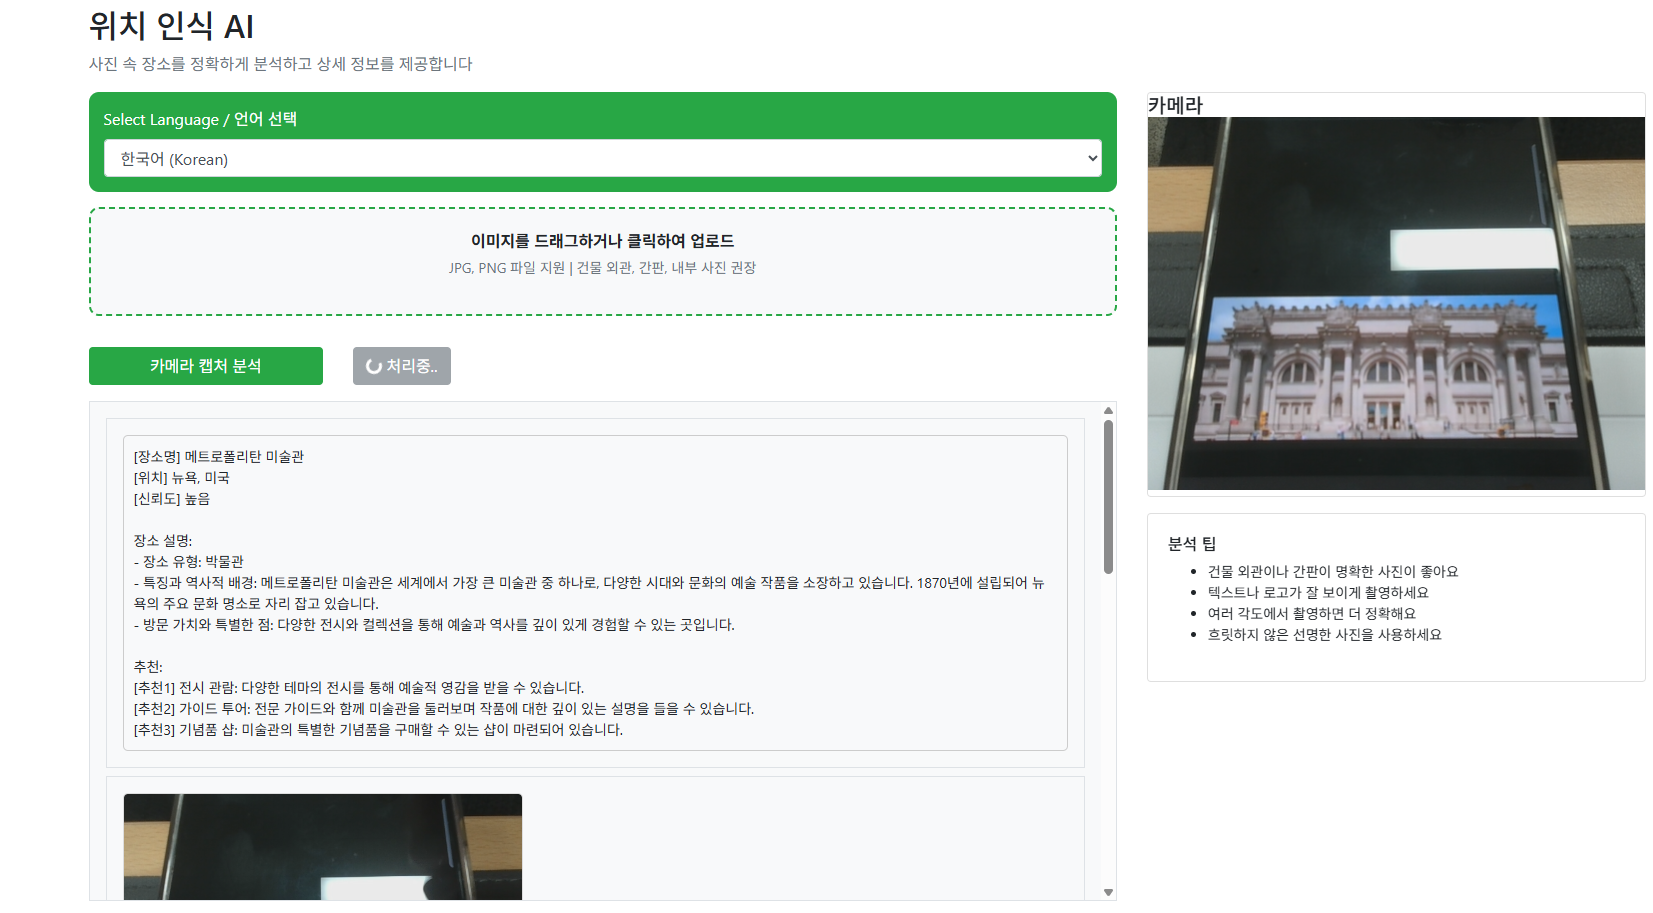 위치 인식 AI
사진 속 장소를 정확하게 분석하고 상세 정보를 제공합니다
Select Language / 언어 선택
한국어 (Korean)
이미지를 드래그하거나 클릭하여 업로드
JPG, PNG 파일 지원 | 건물 외관, 간판, 내부 사진 권장
카메라 캡처 분석
처리중..
[장소명] 메트로폴리탄 미술관
[위치] 뉴욕, 미국
[신뢰도] 높음
장소 설명:
- 장소 유형: 박물관
- 특징과 역사적 배경: 메트로폴리탄 미술관은 세계에서 가장 큰 미술관 중 하나로, 다양한 시대와 문화의 예술 작품을 소장하고 있습니다. 1870년에 설립되어 뉴
욕의 주요 문화 명소로 자리 잡고 있습니다.
- 방문 가치와 특별한 점: 다양한 전시와 컬렉션을 통해 예술과 역사를 깊이 있게 경험할 수 있는 곳입니다.
추천:
[추천1] 전시 관람: 다양한 테마의 전시를 통해 예술적 영감을 받을 수 있습니다.
[추천2] 가이드 투어: 전문 가이드와 함께 미술관을 둘러보며 작품에 대한 깊이 있는 설명을 들을 수 있습니다.
[추천3] 기념품 샵: 미술관의 특별한 기념품을 구매할 수 있는 샵이 마련되어 있습니다.
카메라
분석 팁
건물 외관이나 간판이 명확한 사진이 좋아요
텍스트나 로고가 잘 보이게 촬영하세요
여러 각도에서 촬영하면 더 정확해요
흐릿하지 않은 선명한 사진을 사용하세요